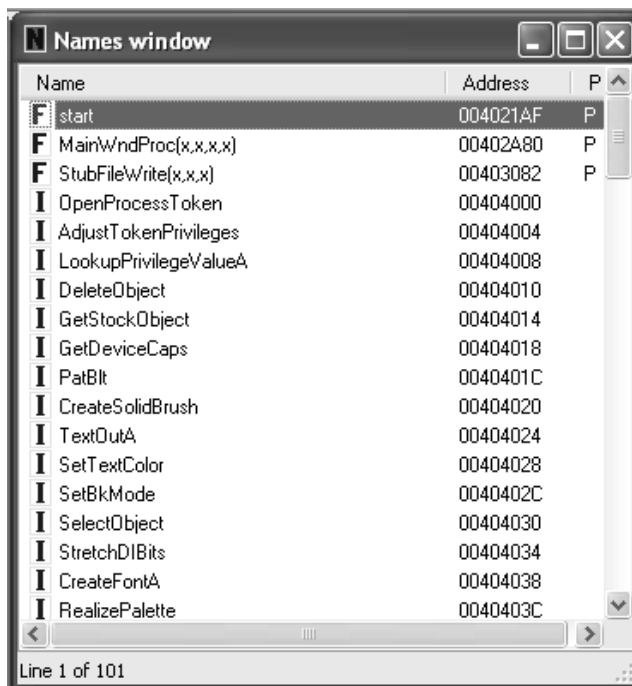 N Names window
Name Address P
F start 004021AF P
F MainWndProc(x,x,x,x) 00402A80 P
F StubFileWrite(x,x,x) 00403082 P
I OpenProcessToken 00404000
I AdjustTokenPrivileges 00404004
I LookupPrivilegeValueA 00404008
I DeleteObject 00404010
I GetStockObject 00404014
I GetDeviceCaps 00404018
I PatBlt 0040401C
I CreateSolidBrush 00404020
I TextOutA 00404024
I SetTextColor 00404028
I SetBkMode 0040402C
I SelectObject 00404030
I StretchDIBits 00404034
I CreateFontA 00404038
I RealizePalette 0040403C
Line 1 of 101